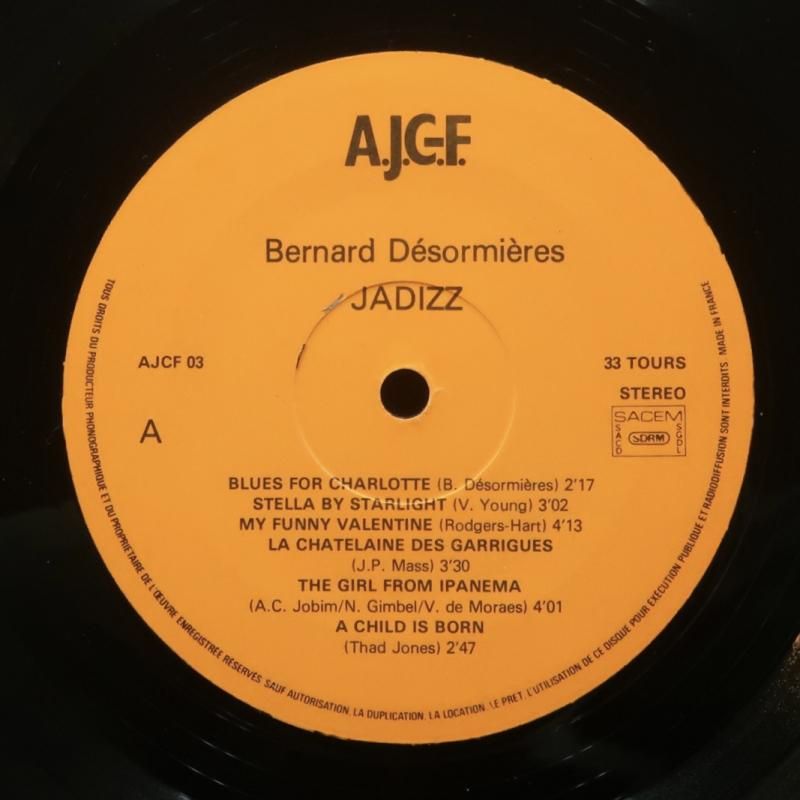 A.J.C-F.
Bernard Désormières
JADIZZ
AJCF 03
33 TOURS
STEREO
A
SACEM
SACD
SDRM
SGDL
BLUES FOR CHARLOTTE (B. Désormières) 2'17
STELLA BY STARLIGHT (V. Young) 3'02
MY FUNNY VALENTINE (Rodgers-Hart) 4'13
LA CHATELAINE DES GARRIGUES
(J.P. Mass) 3'30
THE GIRL FROM IPANEMA
(A.C. Jobim/N. Gimbel/V. de Moraes) 4'01
A CHILD IS BORN
(Thad Jones) 2'47
TOUS DROITS DU PRODUCTEUR PHONOGRAPHIQUE ET DU PROPRIETAIRE DE L'ŒUVRE ENREGISTREE RESERVES. SAUF AUTORISATION, LA DUPLICATION, LA LOCATION, LE PRET, L'UTILISATION DE CE DISQUE POUR EXECUTION PUBLIQUE ET RADIODIFFUSION SONT INTERDITS MADE IN FRANCE